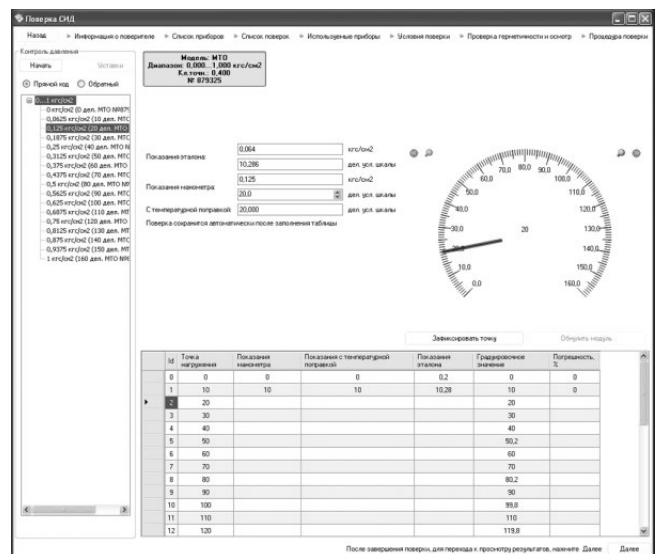 Поверка СИД
Назад » Информация о поверителе » Список приборов » Список поверок » Используемые приборы » Условия поверки » Проверка герметичности и осмотр » Процедура поверки
Контроль давления
Начать Уставки
Прямой ход Обратный
0...1 кгс/см2
0 кгс/см2 (0 дел. МТО №879
0,0625 кгс/см2 (10 дел. МТО
0,125 кгс/см2 (20 дел. МТО
0,1875 кгс/см2 (30 дел. МТС
0,25 кгс/см2 (40 дел. МТО N
0,3125 кгс/см2 (50 дел. МТС
0,375 кгс/см2 (60 дел. МТО
0,4375 кгс/см2 (70 дел. МТС
0,5 кгс/см2 (80 дел. МТО №
0,5625 кгс/см2 (90 дел. МТС
0,625 кгс/см2 (100 дел. МТС
0,6875 кгс/см2 (110 дел. МТ
0,75 кгс/см2 (120 дел. МТО
0,8125 кгс/см2 (130 дел. МТ
0,875 кгс/см2 (140 дел. МТС
0,9375 кгс/см2 (150 дел. МТ
1 кгс/см2 (160 дел. МТО №8
Модель: МТО
Диапазон: 0,000...1,000 кгс/см2
Кл.точн.: 0,400
№ 879325
Показания эталона: 0,064 кгс/см2
10,286 дел. усл. шкалы
Показания манометра: 0,125 кгс/см2
20,0 дел. усл. шкалы
С температурной поправкой: 20,000 дел. усл. шкалы
Поверка сохранится автоматически после заполнения таблицы
0,0 10,0 20,0 30,0 40,0 50,0 60,0 70,0 80,0 90,0 100,0 110,0 120,0 130,0 140,0 150,0 160,0
20
Зафиксировать точку Обнулить модуль
Id Точка нагружения Показания манометра Показания с температурной поправкой Показания эталона Градуировочное значение Погрешность, %
0 0 0 0 0,2 0 0
1 10 10 10 10,28 10 0
2 20 20
3 30 30
4 40 40
5 50 50,2
6 60 60
7 70 70
8 80 80,2
9 90 90
10 100 99,8
11 110 110
12 120 119,8
После завершения поверки, для перехода к просмотру результатов, нажмите Далее Далее